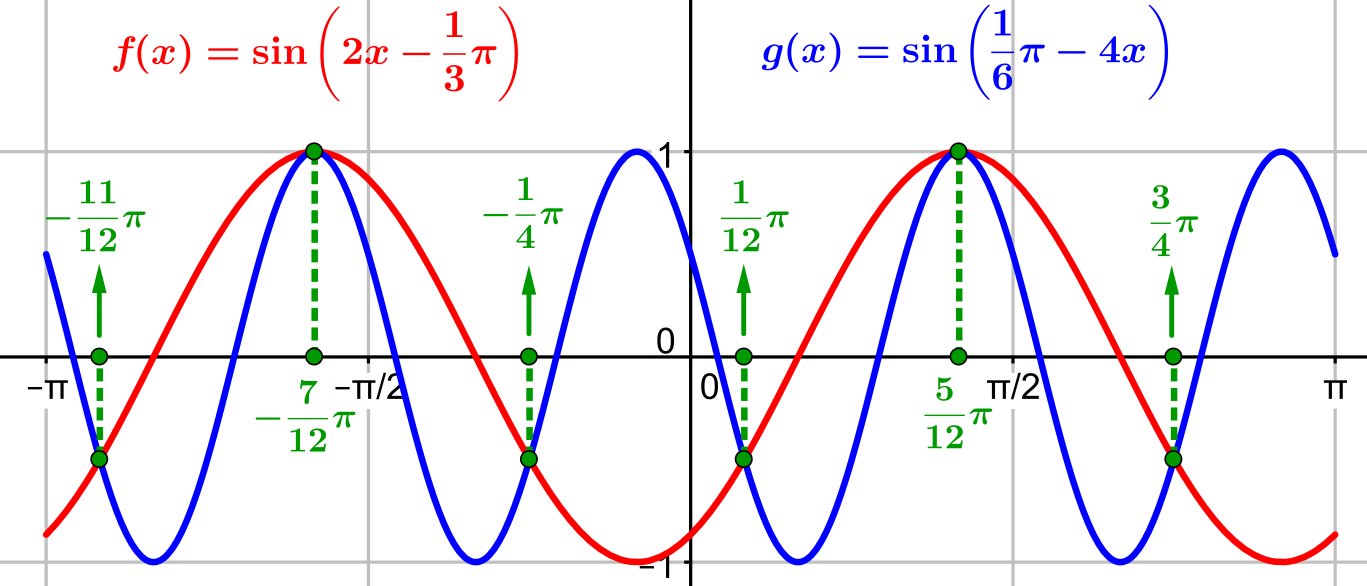 f(x) = sin(2x − 1/3 π) g(x) = sin(1/6 π − 4x)
1
−11/12 π −1/4 π 1/12 π 3/4 π
0
−π −7/12 π −π/2 0 5/12 π π/2 π
−1